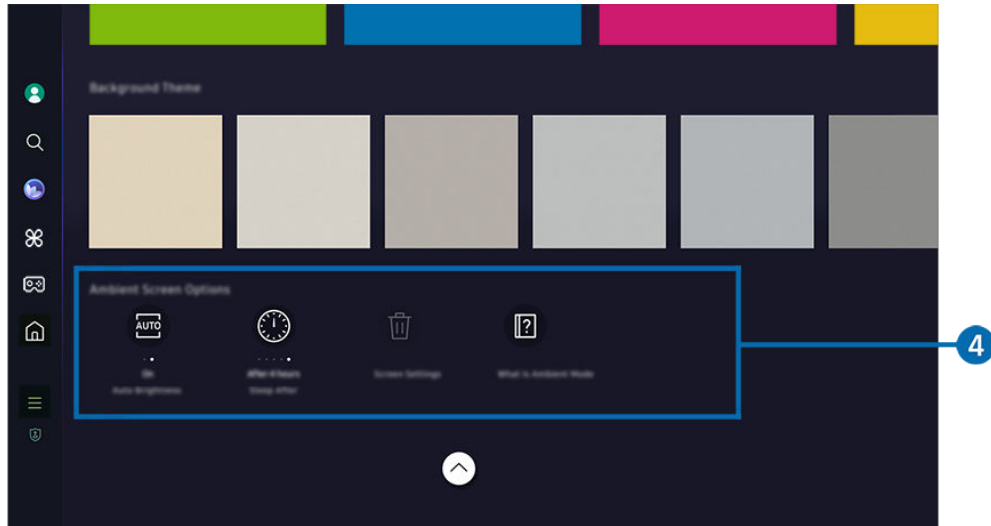 Background Theme
Ambient Screen Options
AUTO
?
On
Auto Brightness
After 4 hours
Sleep After
Screen Settings
What is Ambient Mode
4